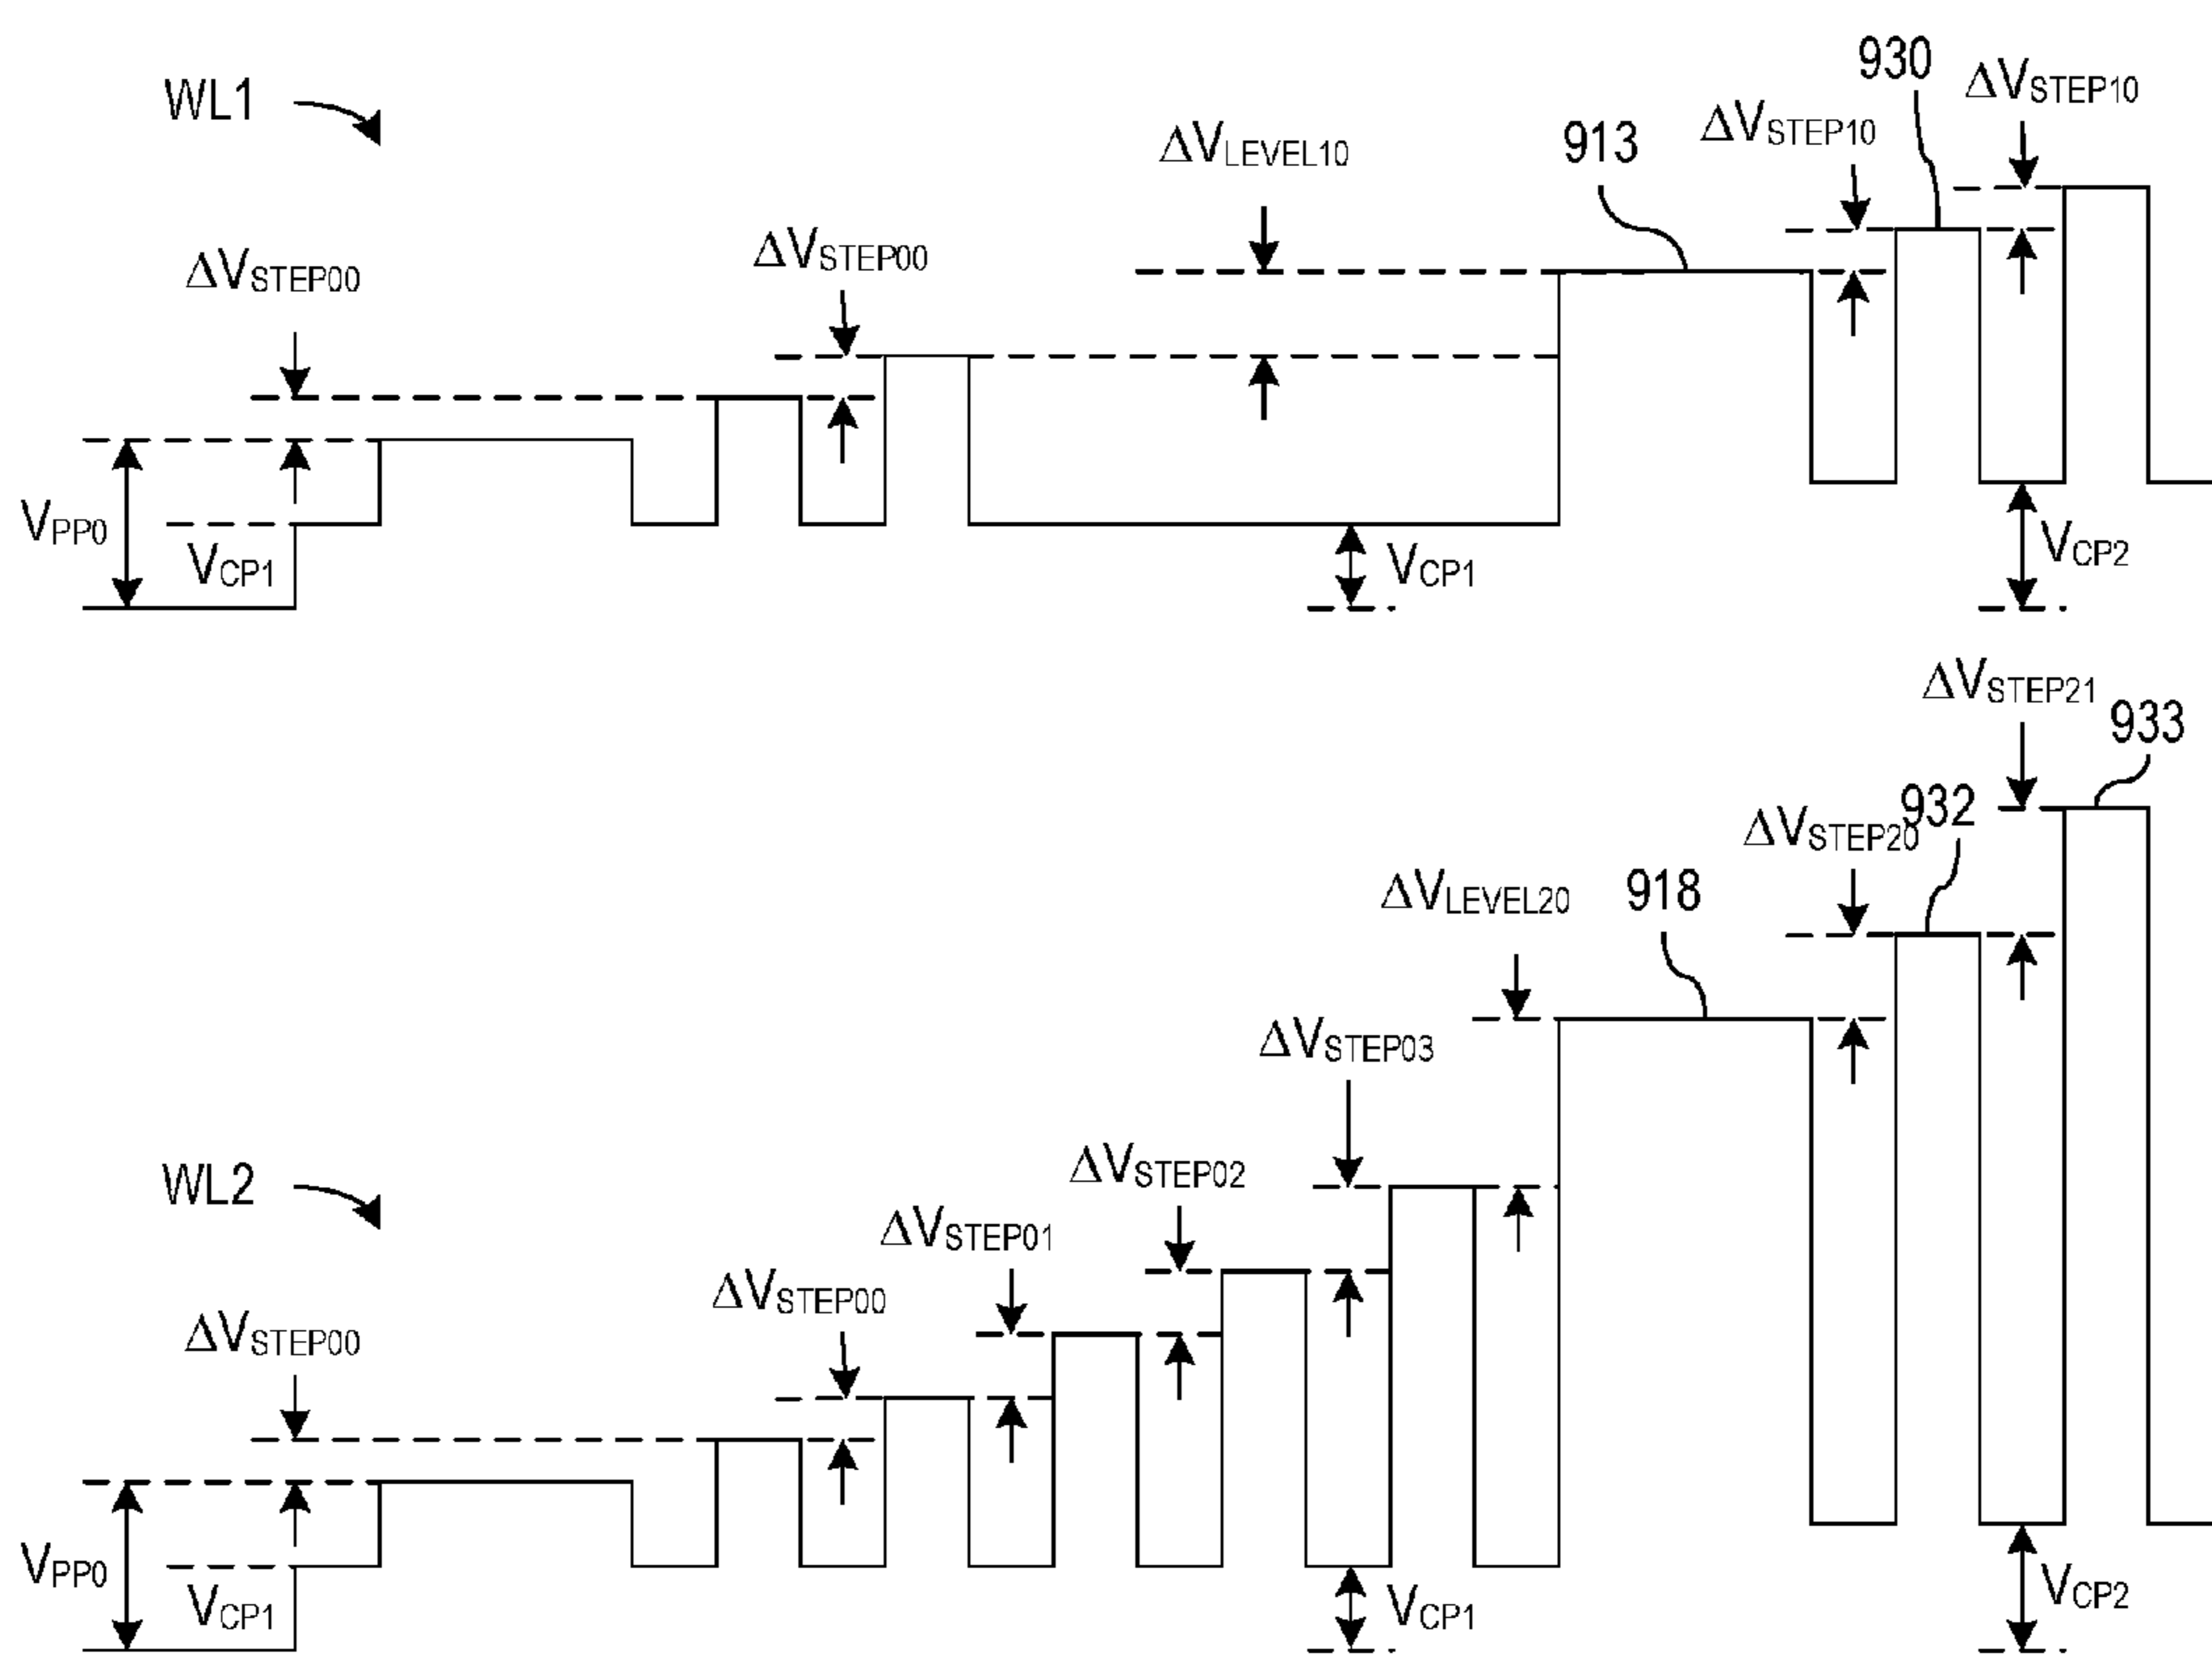 WL1
930
ΔVSTEP10
ΔVSTEP10
913
ΔVLEVEL10
ΔVSTEP00
ΔVSTEP00
VPP0
VCP1
VCP1
VCP2
ΔVSTEP21
933
932
ΔVSTEP20
ΔVLEVEL20
918
ΔVSTEP03
ΔVSTEP02
WL2
ΔVSTEP01
ΔVSTEP00
ΔVSTEP00
VPP0
VCP1
VCP1
VCP2